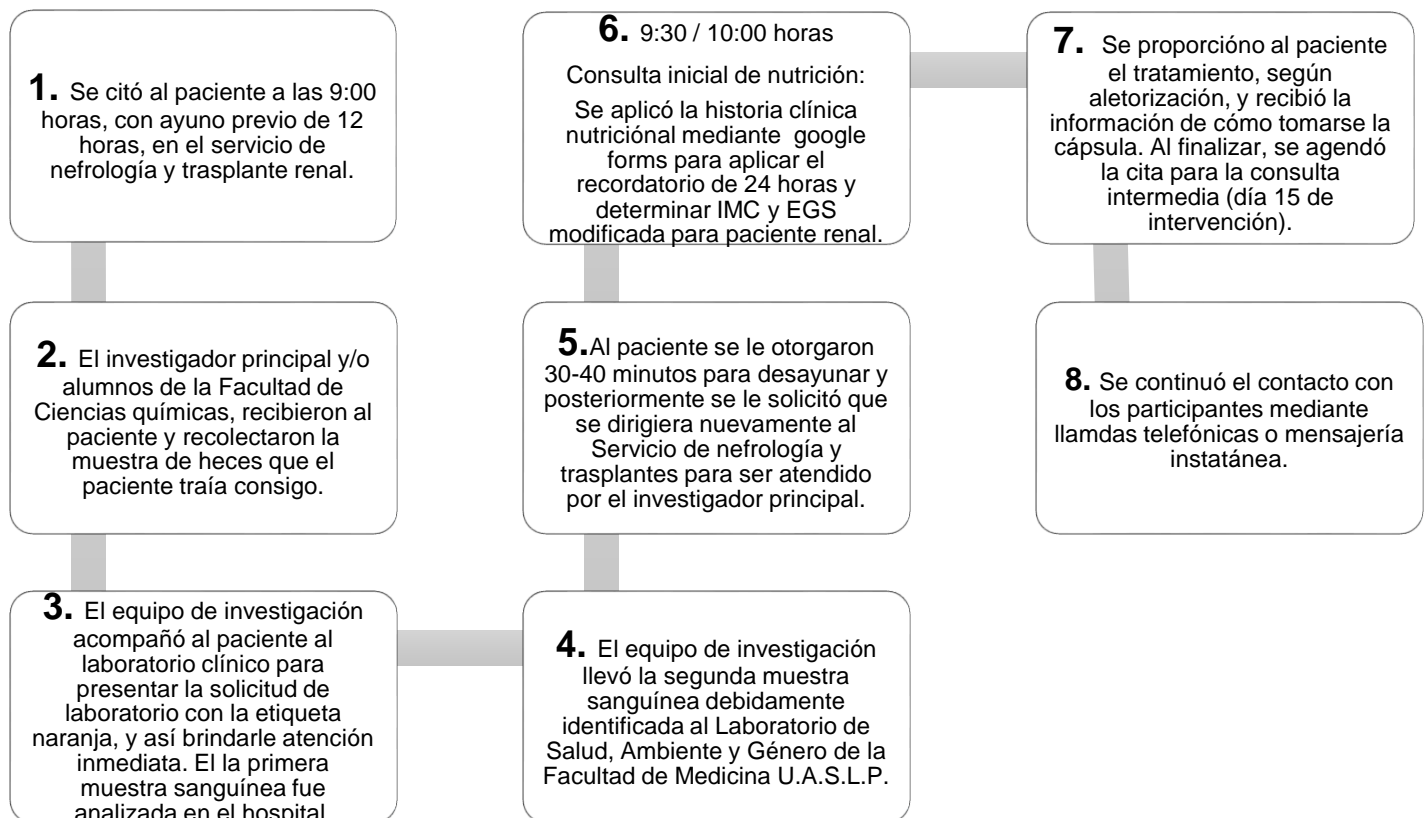 1. Se citó al paciente a las 9:00
horas, con ayuno previo de 12
horas, en el servicio de
nefrología y trasplante renal.
2. El investigador principal y/o
alumnos de la Facultad de
Ciencias químicas, recibieron al
paciente y recolectaron la
muestra de heces que el
paciente traía consigo.
3. El equipo de investigación
acompañó al paciente al
laboratorio clínico para
presentar la solicitud de
laboratorio con la etiqueta
naranja, y así brindarle atención
inmediata. El la primera
muestra sanguínea fue
analizada en el hospital
4. El equipo de investigación
llevó la segunda muestra
sanguínea debidamente
identificada al Laboratorio de
Salud, Ambiente y Género de la
Facultad de Medicina U.A.S.L.P.
5.Al paciente se le otorgaron
30-40 minutos para desayunar y
posteriormente se le solicitó que
se dirigiera nuevamente al
Servicio de nefrología y
trasplantes para ser atendido
por el investigador principal.
6. 9:30 / 10:00 horas
Consulta inicial de nutrición:
Se aplicó la historia clínica
nutriciónal mediante google
forms para aplicar el
recordatorio de 24 horas y
determinar IMC y EGS
modificada para paciente renal.
7. Se proporcióno al paciente
el tratamiento, según
aletorización, y recibió la
información de cómo tomarse la
cápsula. Al finalizar, se agendó
la cita para la consulta
intermedia (día 15 de
intervención).
8. Se continuó el contacto con
los participantes mediante
llamdas telefónicas o mensajería
instatánea.